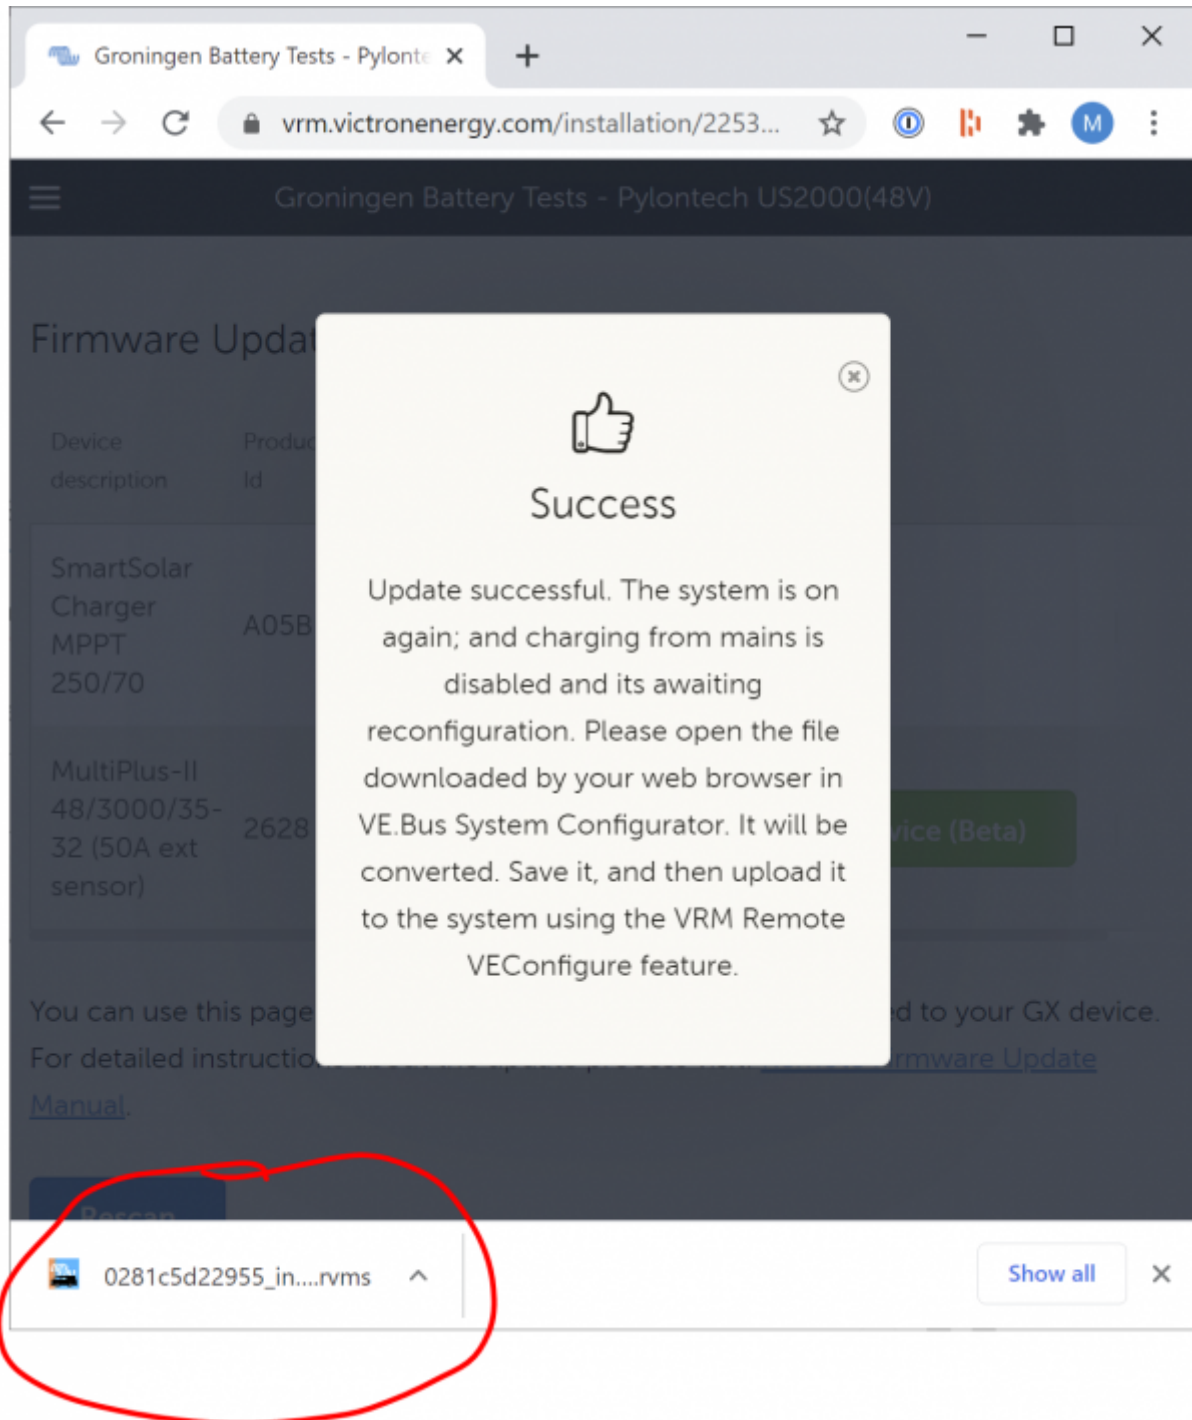 Groningen Battery Tests - Pylonte
vrm.victronenergy.com/installation/2253...
M
Groningen Battery Tests - Pylontech US2000(48V)
Firmware Updat
Device
description
Produc
Id
SmartSolar
Charger
MPPT
250/70
A05B
MultiPlus-II
48/3000/35-
32 (50A ext
sensor)
2628
vice (Beta)
Success
Update successful. The system is on
again; and charging from mains is
disabled and its awaiting
reconfiguration. Please open the file
downloaded by your web browser in
VE.Bus System Configurator. It will be
converted. Save it, and then upload it
to the system using the VRM Remote
VEConfigure feature.
You can use this page
ed to your GX device.
For detailed instruction
rmware Update
Manual.
Rescan
0281c5d22955_in....rvms
Show all